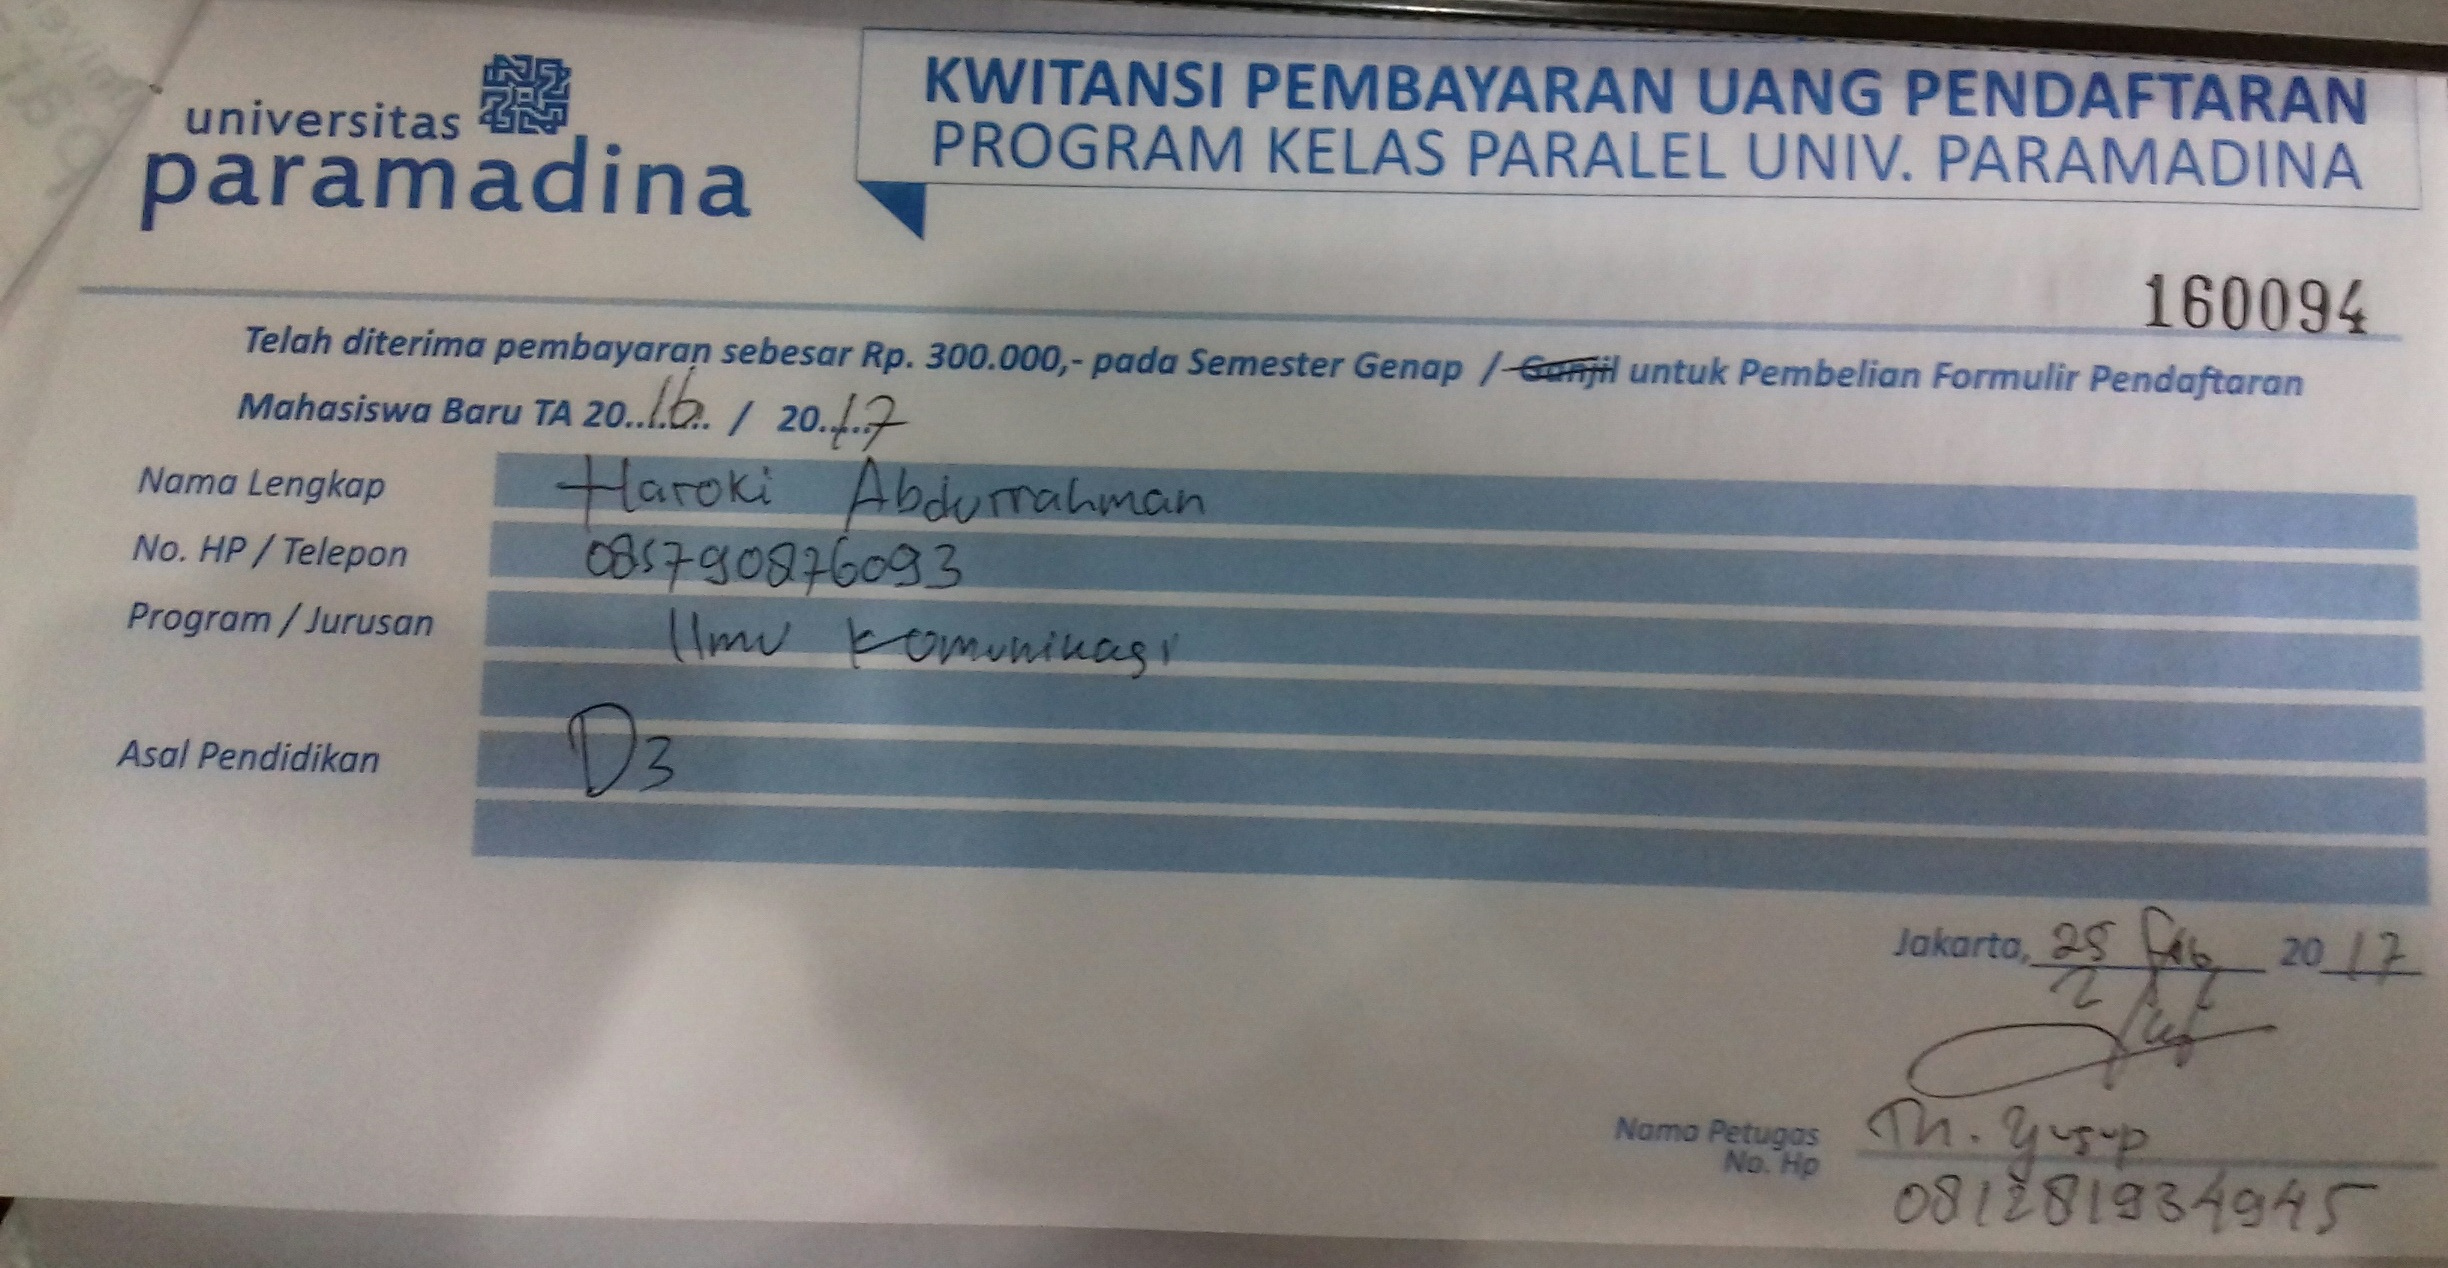 universitas
paramadina
KWITANSI PEMBAYARAN UANG PENDAFTARAN
PROGRAM KELAS PARALEL UNIV. PARAMADINA
160094
Telah diterima pembayaran sebesar Rp. 300.000,- pada Semester Genap / Ganjil untuk Pembelian Formulir Pendaftaran
Mahasiswa Baru TA 20..16.. / 20..17
Nama Lengkap Haroki Abdurrahman
No. HP / Telepon 085790876093
Program / Jurusan Ilmu Komunikasi
Asal Pendidikan D3
Jakarta, 25 Feb 2017
Nama Petugas Th. Yusup
No. Hp 081281934945